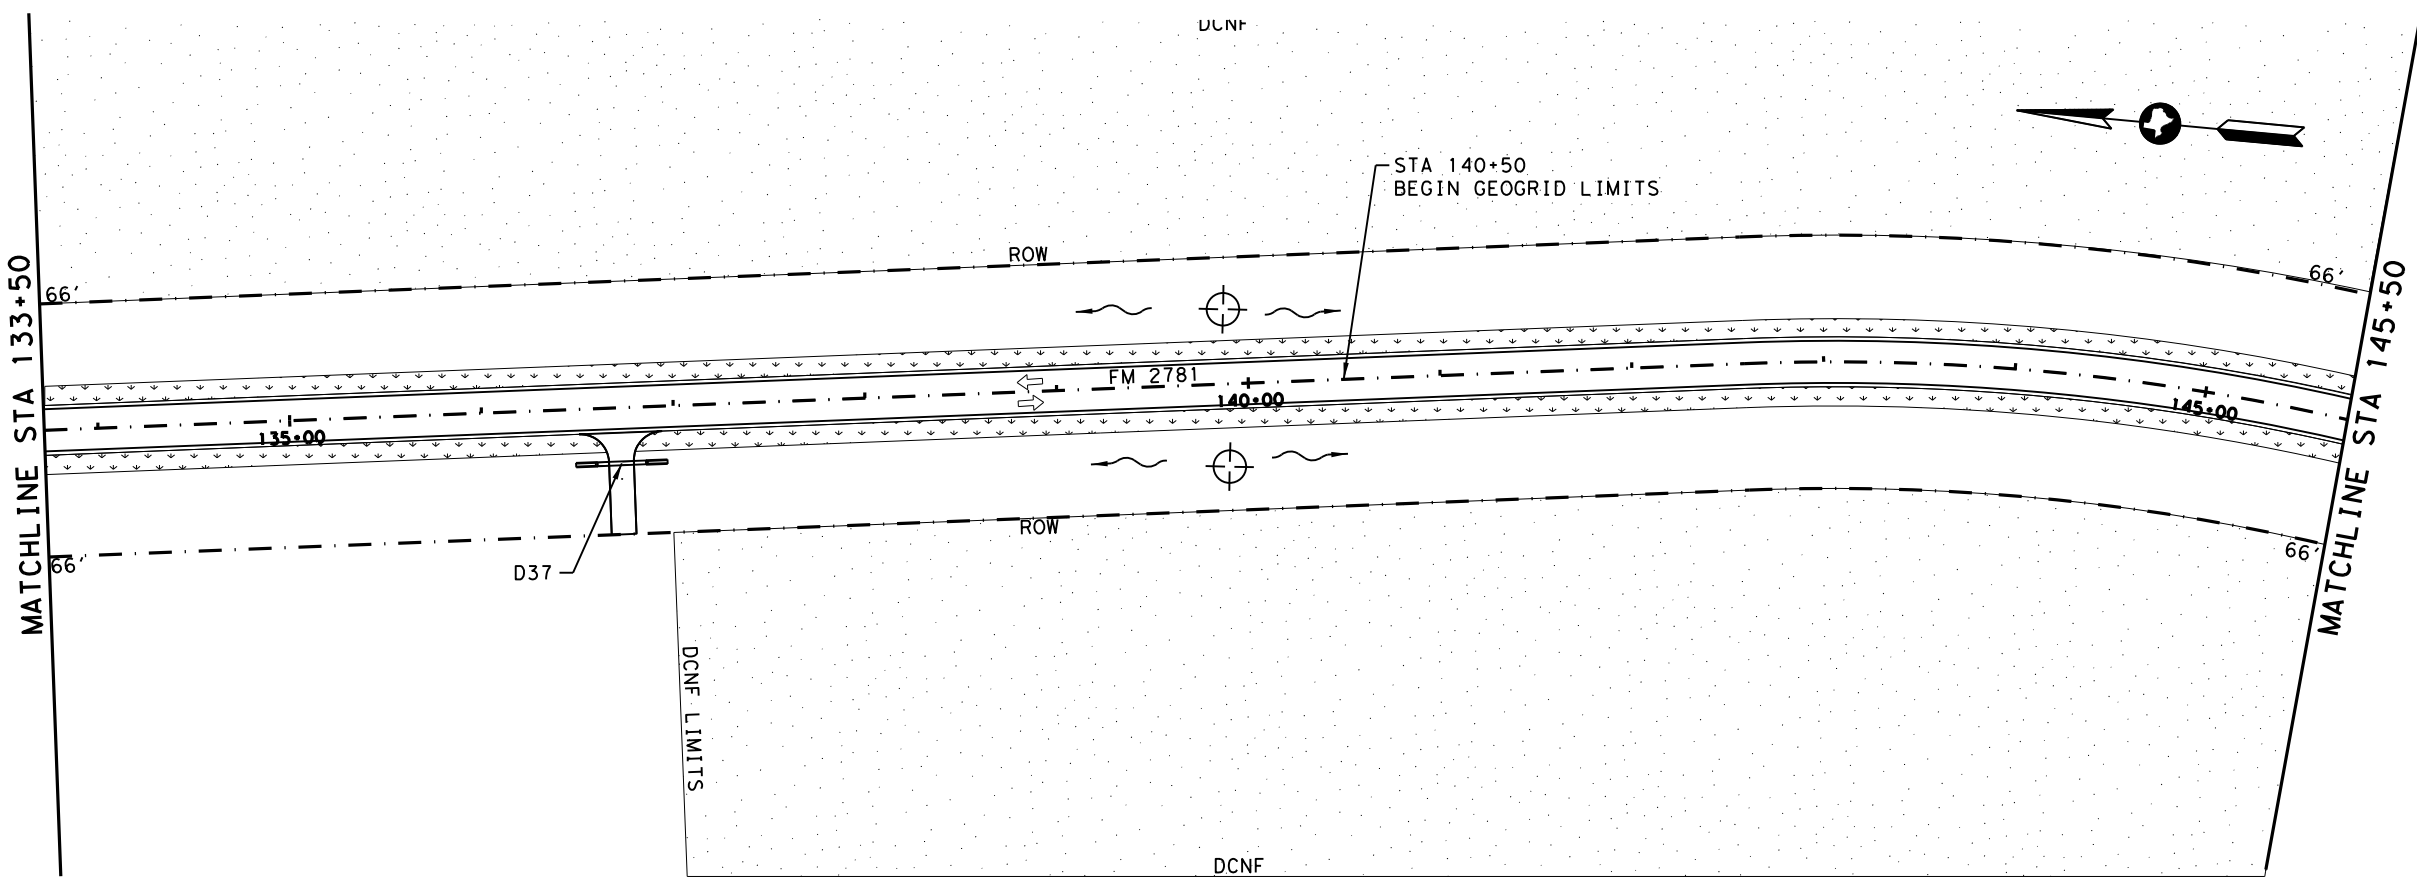 DCNF
STA 140+50
BEGIN GEOGRID LIMITS
ROW
66'
66'
MATCHLINE STA 133+50
MATCHLINE STA 145+50
FM 2781
135+00
140+00
145+00
ROW
66'
66'
D37
DCNF LIMITS
DCNF